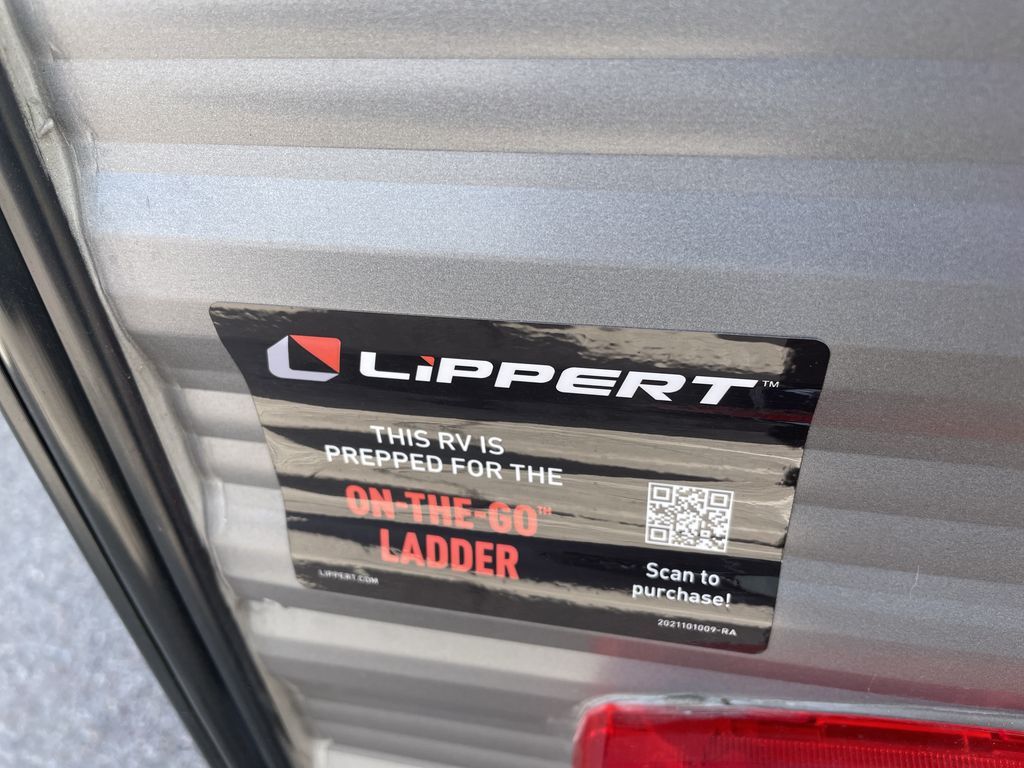 LIPPERT™
THIS RV IS
PREPPED FOR THE
ON-THE-GO™
LADDER
LIPPERT.COM
Scan to
purchase!
2021101009-RA